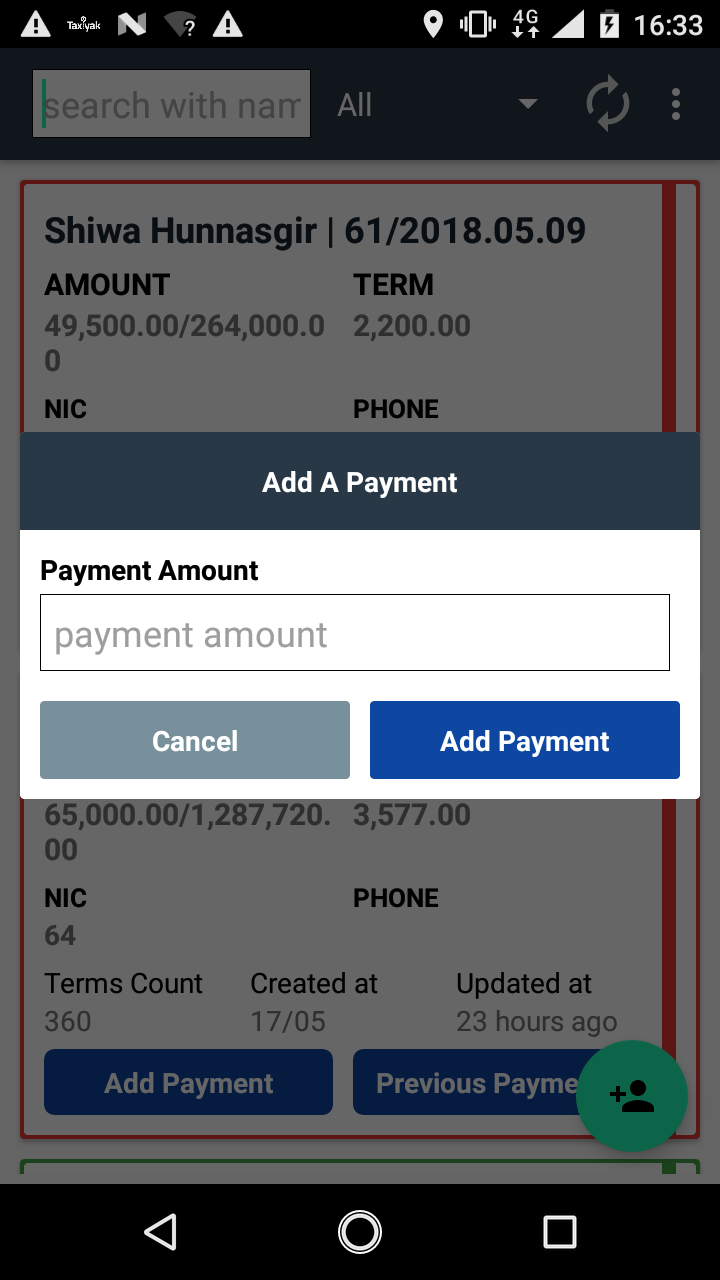 Taxiyak 4G 16:33
search with nam All
Shiwa Hunnasgir | 61/2018.05.09
AMOUNT TERM
49,500.00/264,000.0 2,200.00
0
NIC PHONE
Add A Payment
Payment Amount
payment amount
Cancel Add Payment
65,000.00/1,287,720. 3,577.00
00
NIC PHONE
64
Terms Count Created at Updated at
360 17/05 23 hours ago
Add Payment Previous Payme